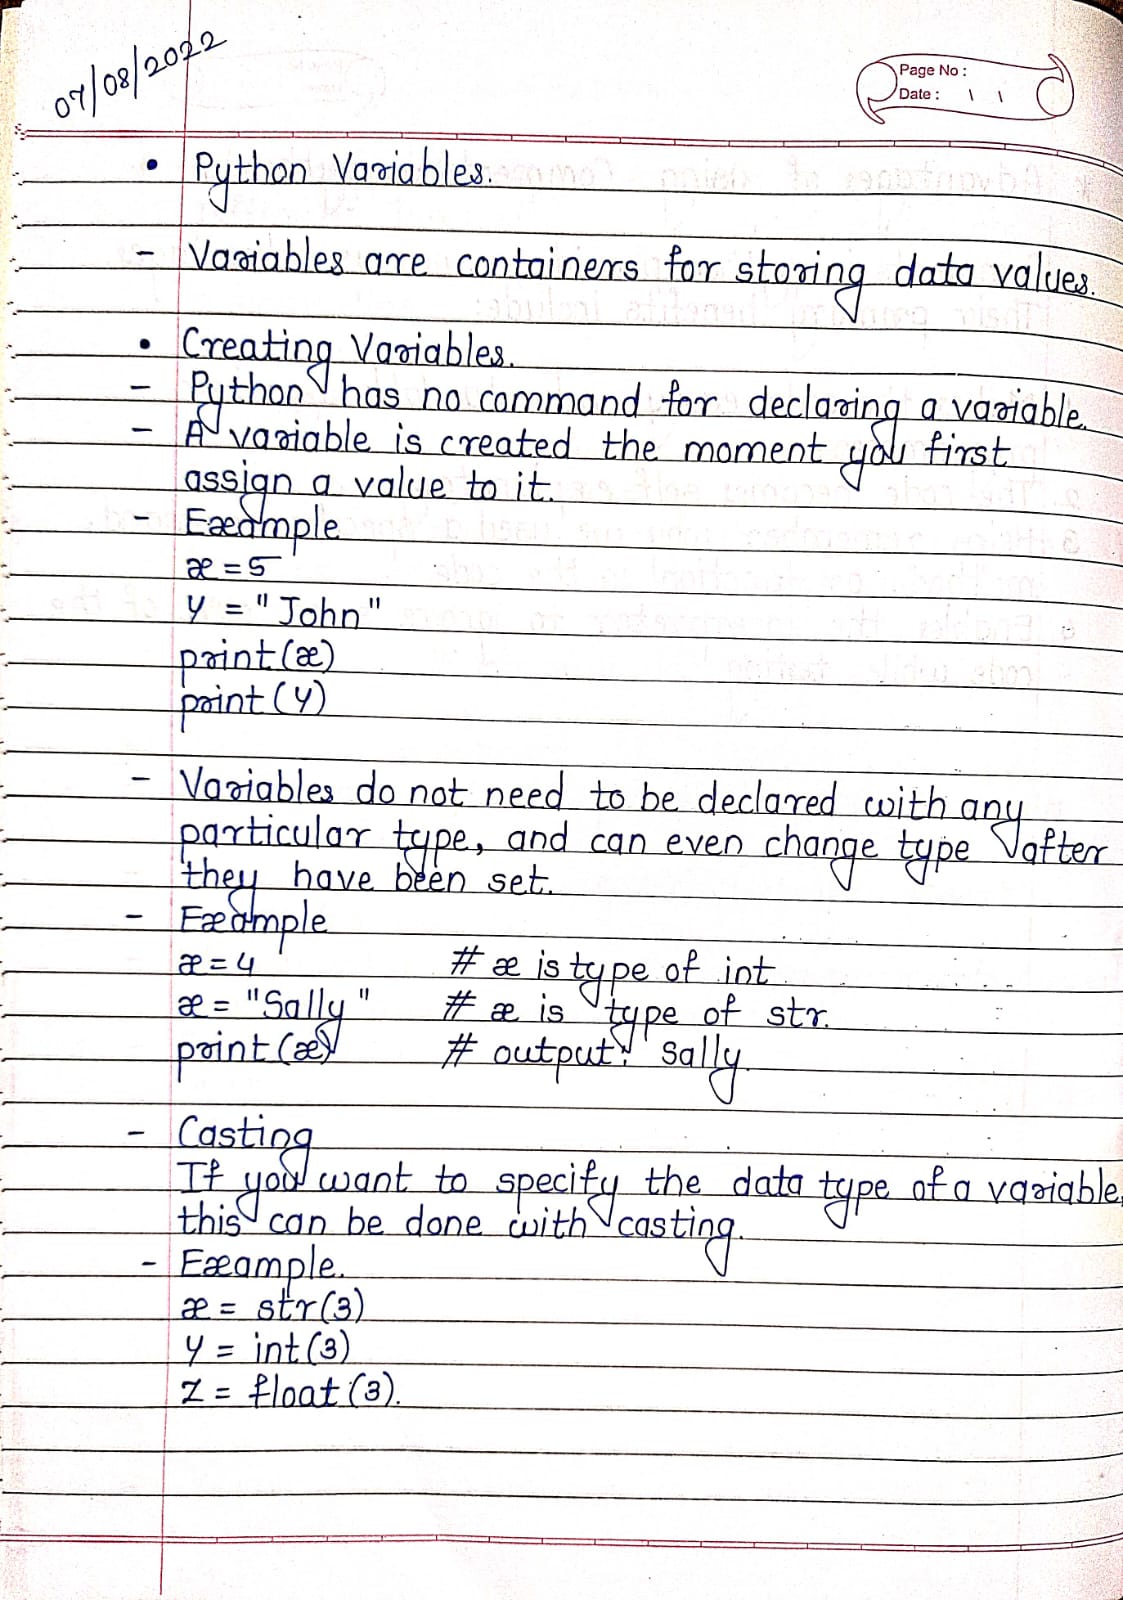 07/08/2022
Page No :
Date : \ \
• Python Variables.
- Variables are containers for storing data values.
• Creating Variables.
- Python has no command for declaring a variable.
- A variable is created the moment you first
assign a value to it.
- Example
x = 5
y = "John"
print(x)
print(y)
- Variables do not need to be declared with any
particular type, and can even change type after
they have been set.
- Example
x = 4 # x is type of int
x = "Sally" # x is type of str.
print(x) # output: Sally.
- Casting
If you want to specify the data type of a variable,
this can be done with casting.
- Example.
x = str(3)
y = int(3)
z = float(3).